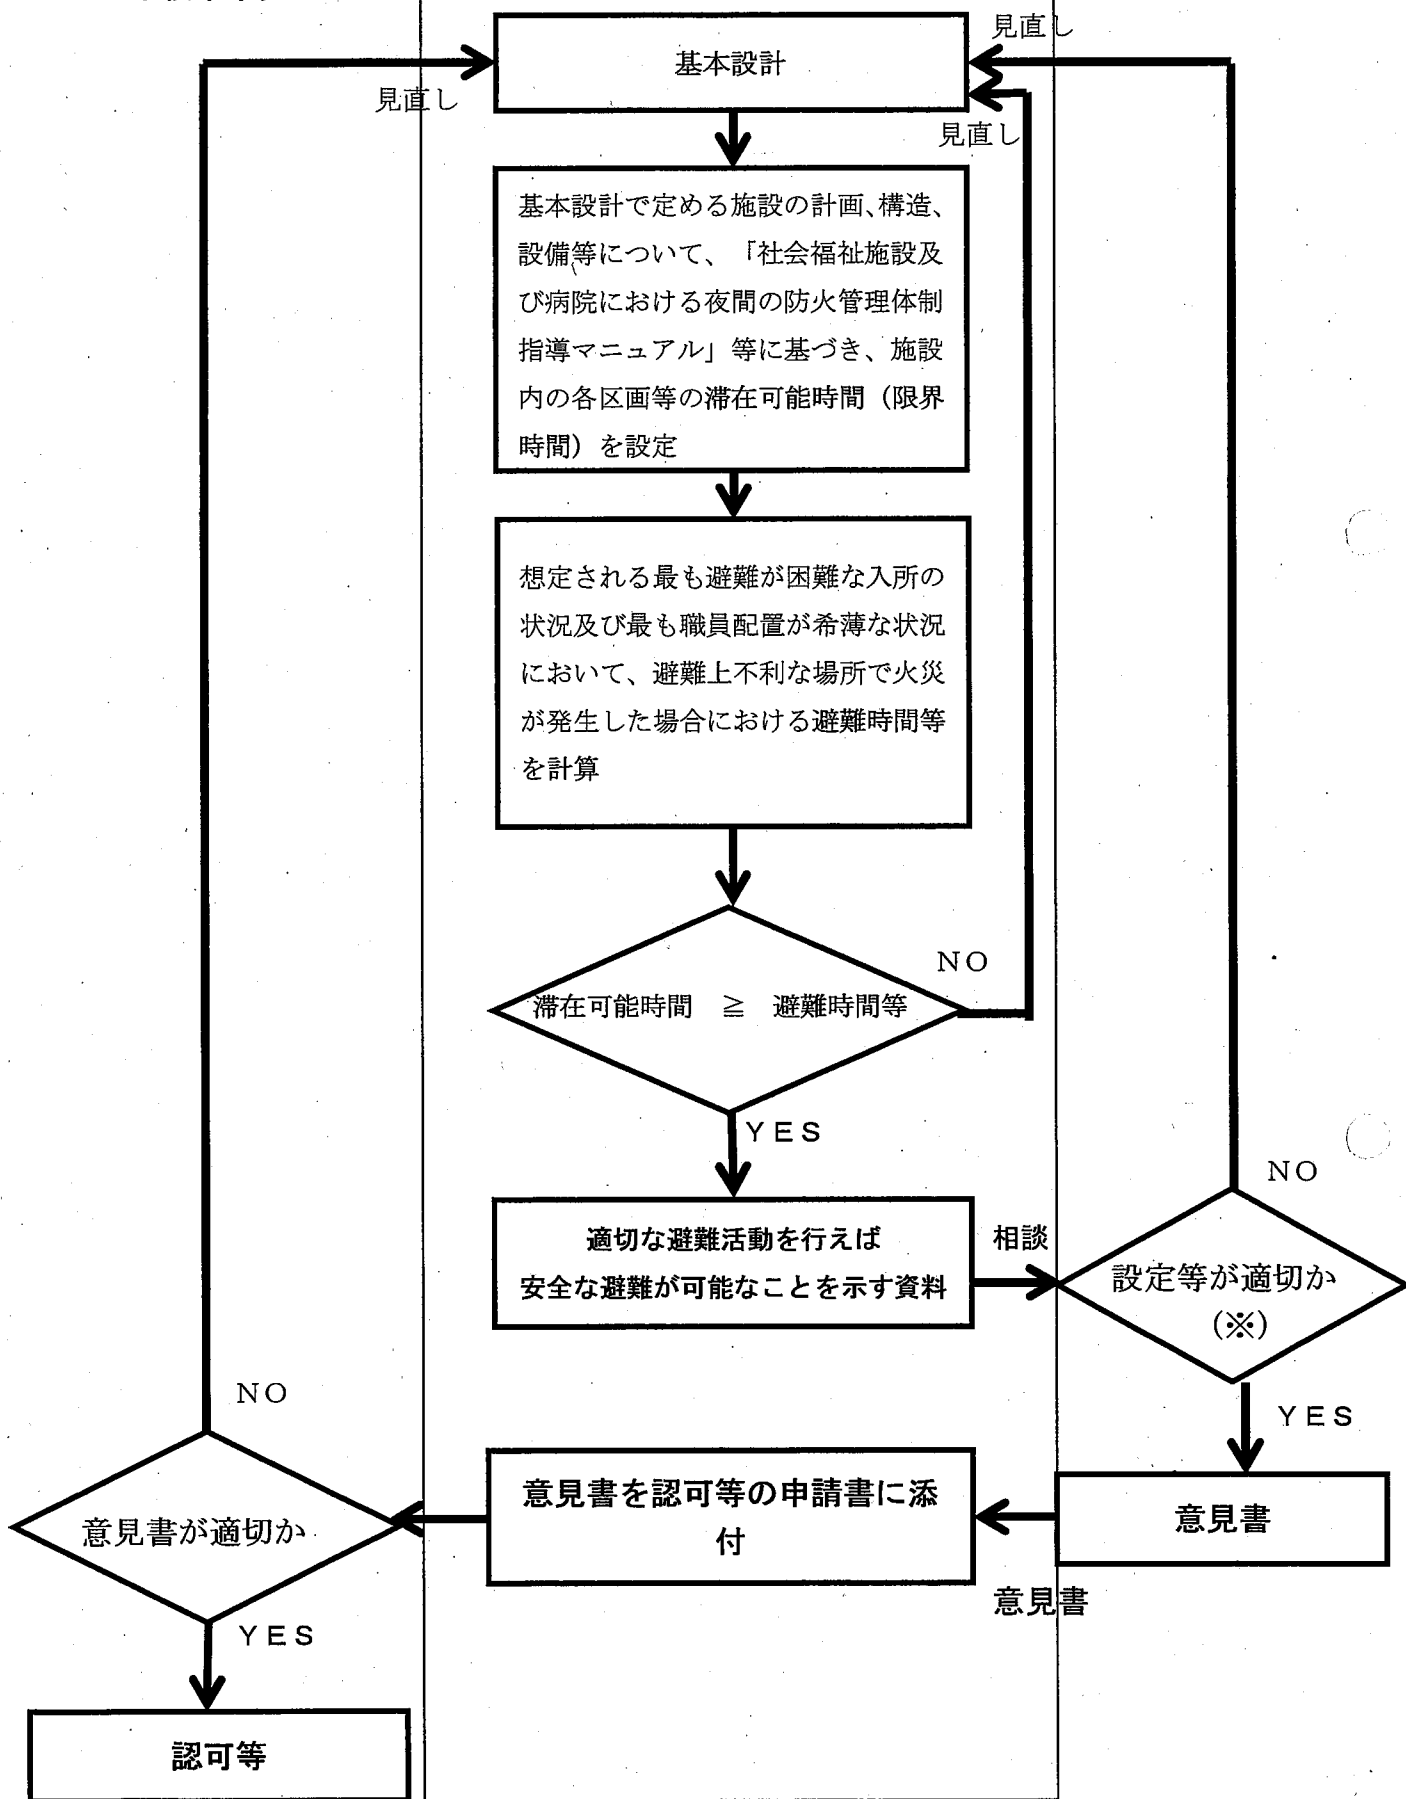 見直し
基本設計
見直し
見直し
基本設計で定める施設の計画、構造、
設備等について、「社会福祉施設及
び病院における夜間の防火管理体制
指導マニュアル」等に基づき、施設
内の各区画等の滞在可能時間（限界
時間）を設定
想定される最も避難が困難な入所の
状況及び最も職員配置が希薄な状況
において、避難上不利な場所で火災
が発生した場合における避難時間等
を計算
NO
滞在可能時間　≧　避難時間等
YES
NO
適切な避難活動を行えば
安全な避難が可能なことを示す資料
相談
設定等が適切か
（※）
NO
YES
意見書を認可等の申請書に添
付
意見書
意見書が適切か
意見書
YES
認可等